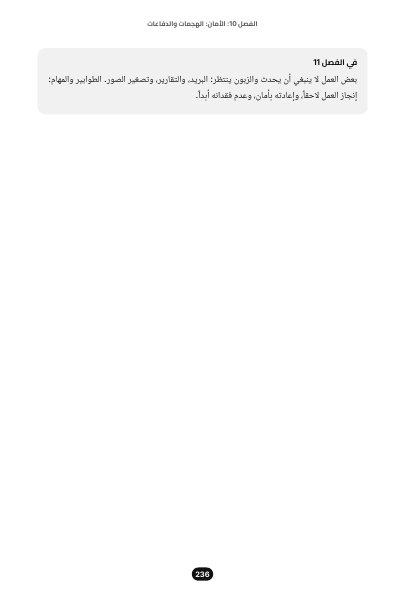 الفصل 10: الأمان: الهجمات والدفاعات
في الفصل 11
بعض العمل لا ينبغي أن يحدث والزبون ينتظر: البريد، والتقارير، وتصغير الصور. الطوابير والمهام:
إنجاز العمل لاحقاً، وإعادته بأمان، وعدم فقدانه أبداً.
236